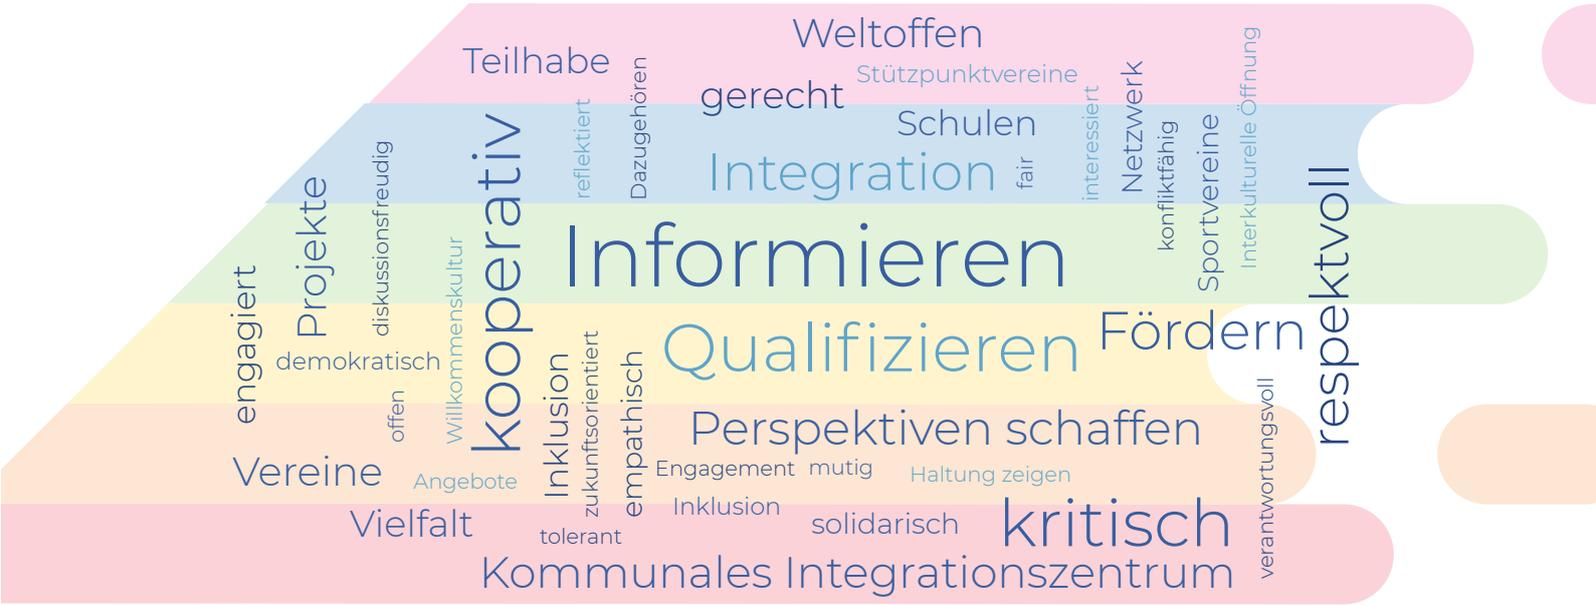 Weltoffen
Teilhabe
Stützpunktvereine
gerecht
Schulen
Interkulturelle Öffnung
Netzwerk
interessiert
Dazugehören
reflektiert
kooperativ
Integration
fair
konfliktfähig
Sportvereine
diskussionsfreudig
Projekte
respektvoll
Informieren
Willkommenskultur
engagiert
Fördern
Qualifizieren
demokratisch
Inklusion
zukunftsorientiert
empathisch
offen
verantwortungsvoll
Perspektiven schaffen
Vereine
Angebote
Engagement
mutig
Haltung zeigen
Inklusion
kritisch
Vielfalt
solidarisch
tolerant
Kommunales Integrationszentrum